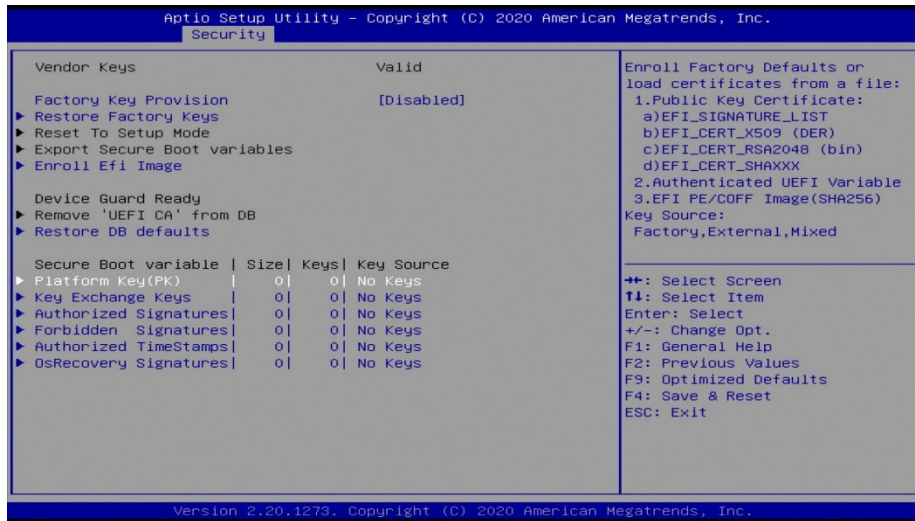 Aptio Setup Utility – Copyright (C) 2020 American Megatrends, Inc.
Security
Vendor Keys Valid
Factory Key Provision [Disabled]
▶ Restore Factory Keys
▶ Reset To Setup Mode
▶ Export Secure Boot variables
▶ Enroll Efi Image
Device Guard Ready
▶ Remove 'UEFI CA' from DB
▶ Restore DB defaults
Secure Boot variable | Size| Keys| Key Source
▶ Platform Key(PK) | 0| 0| No Keys
▶ Key Exchange Keys | 0| 0| No Keys
▶ Authorized Signatures| 0| 0| No Keys
▶ Forbidden Signatures| 0| 0| No Keys
▶ Authorized TimeStamps| 0| 0| No Keys
▶ OsRecovery Signatures| 0| 0| No Keys
Enroll Factory Defaults or
load certificates from a file:
1.Public Key Certificate:
a)EFI_SIGNATURE_LIST
b)EFI_CERT_X509 (DER)
c)EFI_CERT_RSA2048 (bin)
d)EFI_CERT_SHAXXX
2.Authenticated UEFI Variable
3.EFI PE/COFF Image(SHA256)
Key Source:
Factory,External,Mixed
→←: Select Screen
↑↓: Select Item
Enter: Select
+/-: Change Opt.
F1: General Help
F2: Previous Values
F9: Optimized Defaults
F4: Save & Reset
ESC: Exit
Version 2.20.1273. Copyright (C) 2020 American Megatrends, Inc.